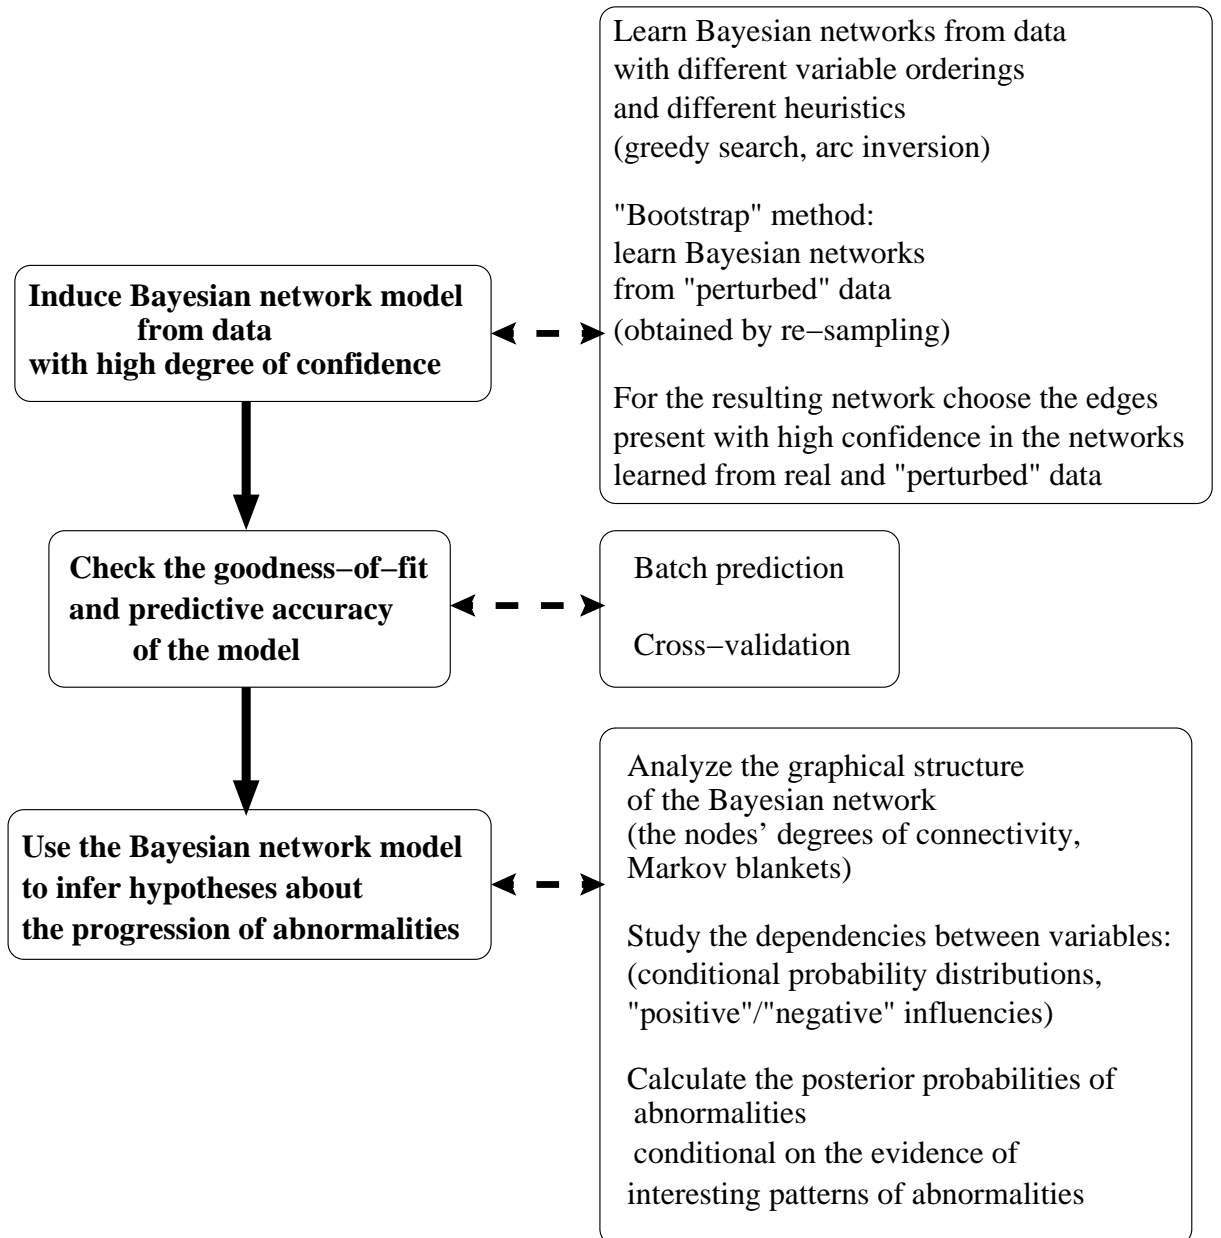 Learn Bayesian networks from data
with different variable orderings
and different heuristics
(greedy search, arc inversion)
"Bootstrap" method:
learn Bayesian networks
from "perturbed" data
(obtained by re−sampling)
For the resulting network choose the edges
present with high confidence in the networks
learned from real and "perturbed" data
Induce Bayesian network model
from data
with high degree of confidence
Check the goodness−of−fit
and predictive accuracy
of the model
Batch prediction
Cross−validation
Use the Bayesian network model
to infer hypotheses about
the progression of abnormalities
Analyze the graphical structure
of the Bayesian network
(the nodes' degrees of connectivity,
Markov blankets)
Study the dependencies between variables:
(conditional probability distributions,
"positive"/"negative" influencies)
Calculate the posterior probabilities of
abnormalities
conditional on the evidence of
interesting patterns of abnormalities